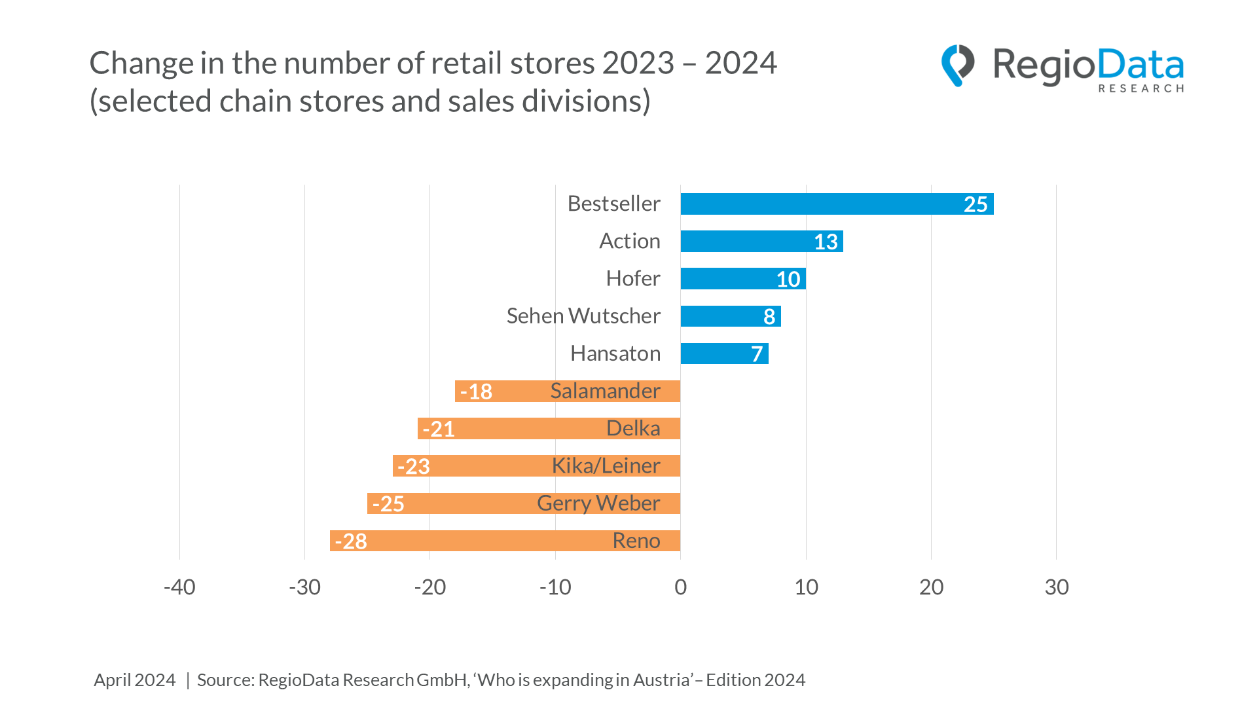 Change in the number of retail stores 2023 – 2024
(selected chain stores and sales divisions)
RegioData
RESEARCH
Bestseller 25
Action 13
Hofer 10
Sehen Wutscher 8
Hansaton 7
-18 Salamander
-21 Delka
-23 Kika/Leiner
-25 Gerry Weber
-28 Reno
-40 -30 -20 -10 0 10 20 30
April 2024 | Source: RegioData Research GmbH, ‘Who is expanding in Austria’– Edition 2024